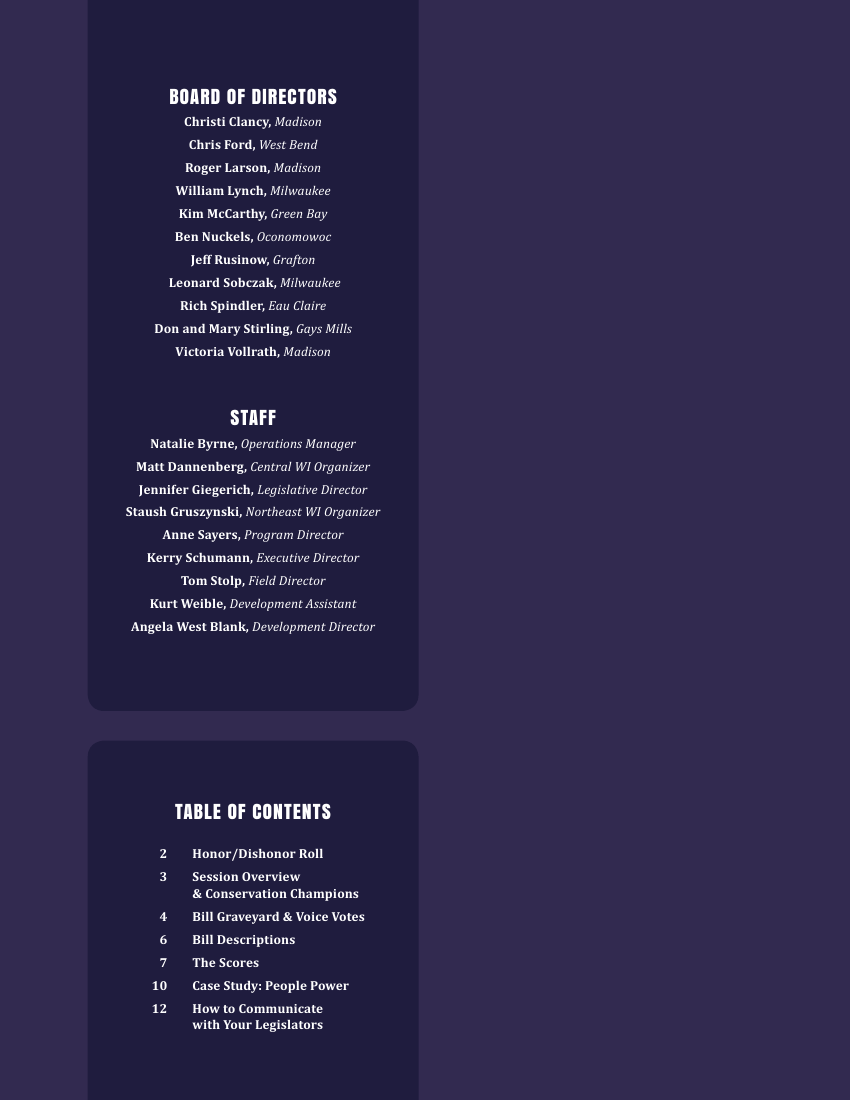 BOARD OF DIRECTORS
Christi Clancy, Madison
Chris Ford, West Bend
Roger Larson, Madison
William Lynch, Milwaukee
Kim McCarthy, Green Bay
Ben Nuckels, Oconomowoc
Jeff Rusinow, Grafton
Leonard Sobczak, Milwaukee
Rich Spindler, Eau Claire
Don and Mary Stirling, Gays Mills
Victoria Vollrath, Madison
STAFF
Natalie Byrne, Operations Manager
Matt Dannenberg, Central WI Organizer
Jennifer Giegerich, Legislative Director
Staush Gruszynski, Northeast WI Organizer
Anne Sayers, Program Director
Kerry Schumann, Executive Director
Tom Stolp, Field Director
Kurt Weible, Development Assistant
Angela West Blank, Development Director
TABLE OF CONTENTS
2 Honor/Dishonor Roll
3 Session Overview
& Conservation Champions
4 Bill Graveyard & Voice Votes
6 Bill Descriptions
7 The Scores
10 Case Study: People Power
12 How to Communicate
with Your Legislators